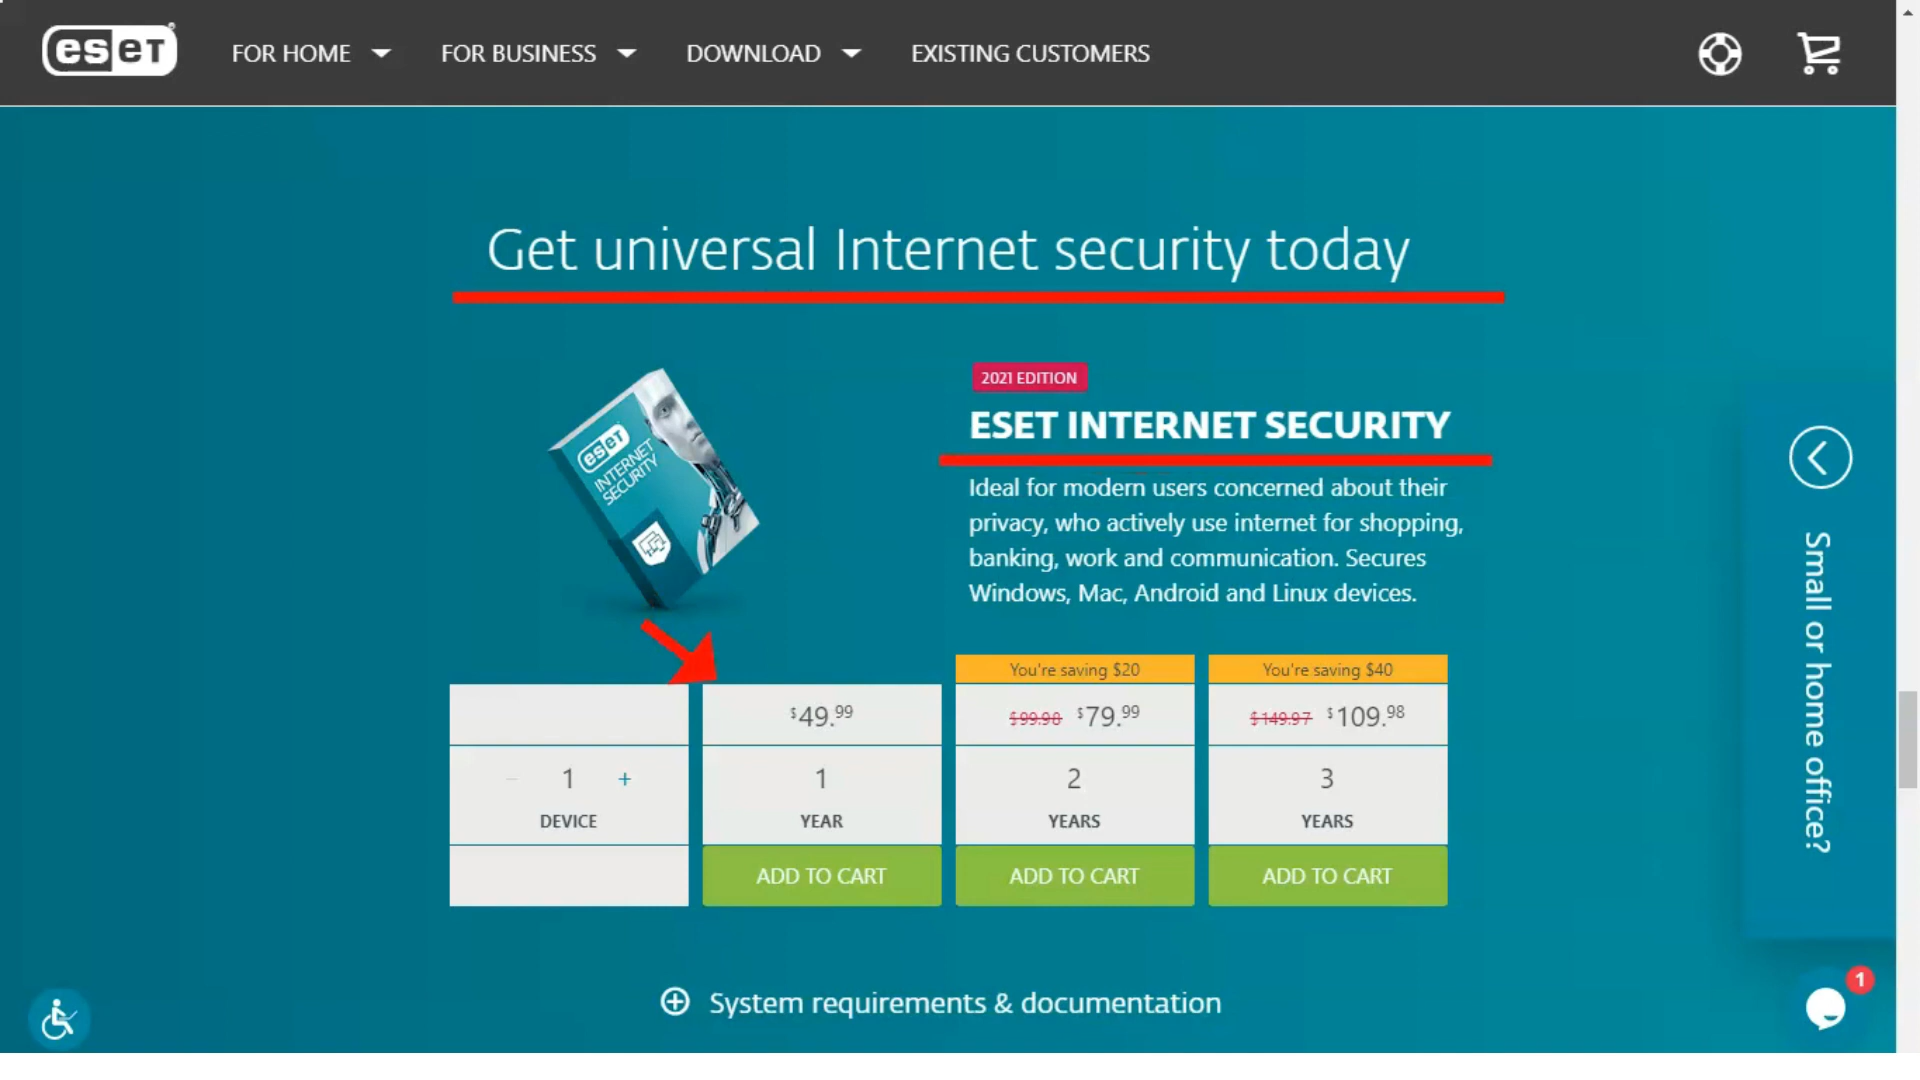 eset®
FOR HOME
FOR BUSINESS
DOWNLOAD
EXISTING CUSTOMERS
Get universal Internet security today
eset
INTERNET
SECURITY
2021 EDITION
ESET INTERNET SECURITY
Ideal for modern users concerned about their
privacy, who actively use internet for shopping,
banking, work and communication. Secures
Windows, Mac, Android and Linux devices.
You're saving $20
You're saving $40
$49.99
$99.98 $79.99
$149.97 $109.98
− 1 +
1
2
3
DEVICE
YEAR
YEARS
YEARS
ADD TO CART
ADD TO CART
ADD TO CART
System requirements & documentation
Small or home office?
1